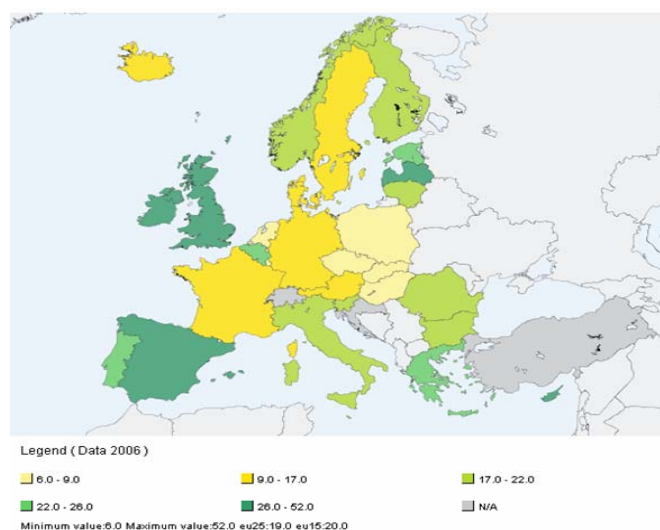 Legend ( Data 2006 )
6.0 - 9.0 9.0 - 17.0 17.0 - 22.0
22.0 - 26.0 26.0 - 52.0 N/A
Minimum value:6.0 Maximum value:52.0 eu25:19.0 eu15:20.0